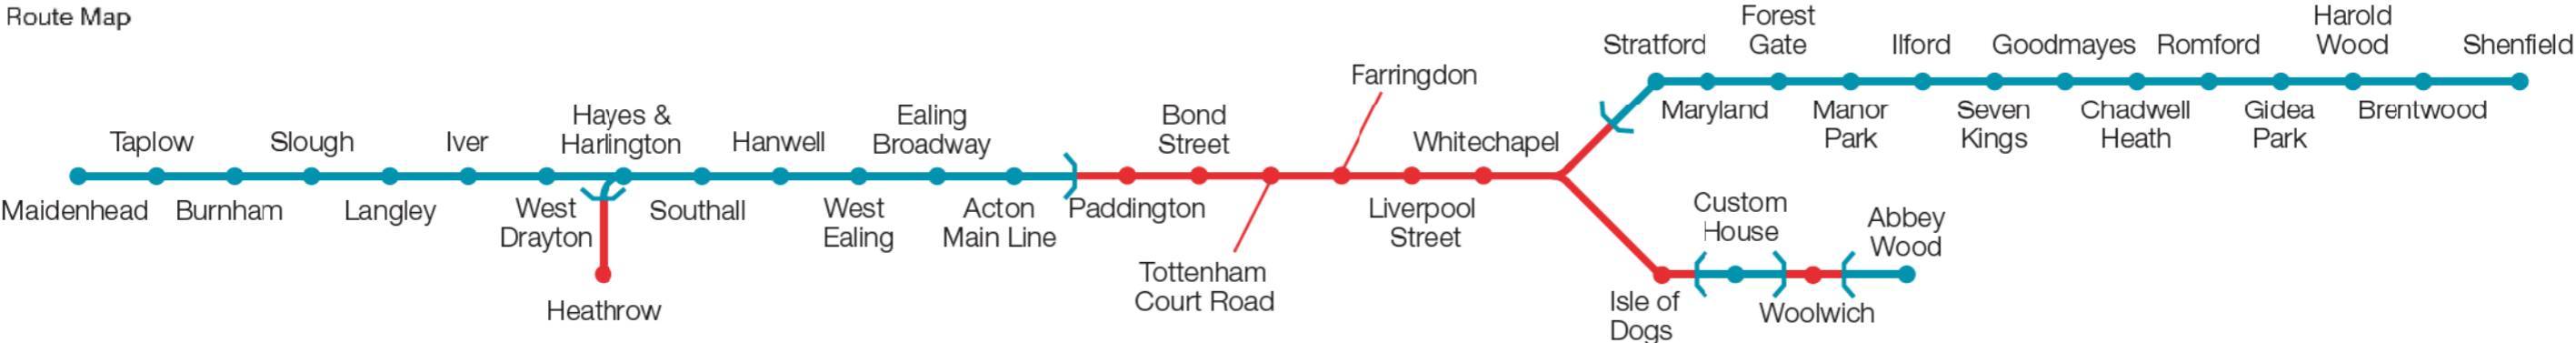 Route Map
Maidenhead
Taplow
Burnham
Slough
Langley
Iver
West
Drayton
Hayes &
Harlington
Heathrow
Southall
Hanwell
West
Ealing
Ealing
Broadway
Acton
Main Line
Paddington
Bond
Street
Tottenham
Court Road
Farringdon
Liverpool
Street
Whitechapel
Stratford
Maryland
Forest
Gate
Manor
Park
Ilford
Seven
Kings
Goodmayes
Chadwell
Heath
Romford
Gidea
Park
Harold
Wood
Brentwood
Shenfield
Isle of
Dogs
Custom
House
Woolwich
Abbey
Wood